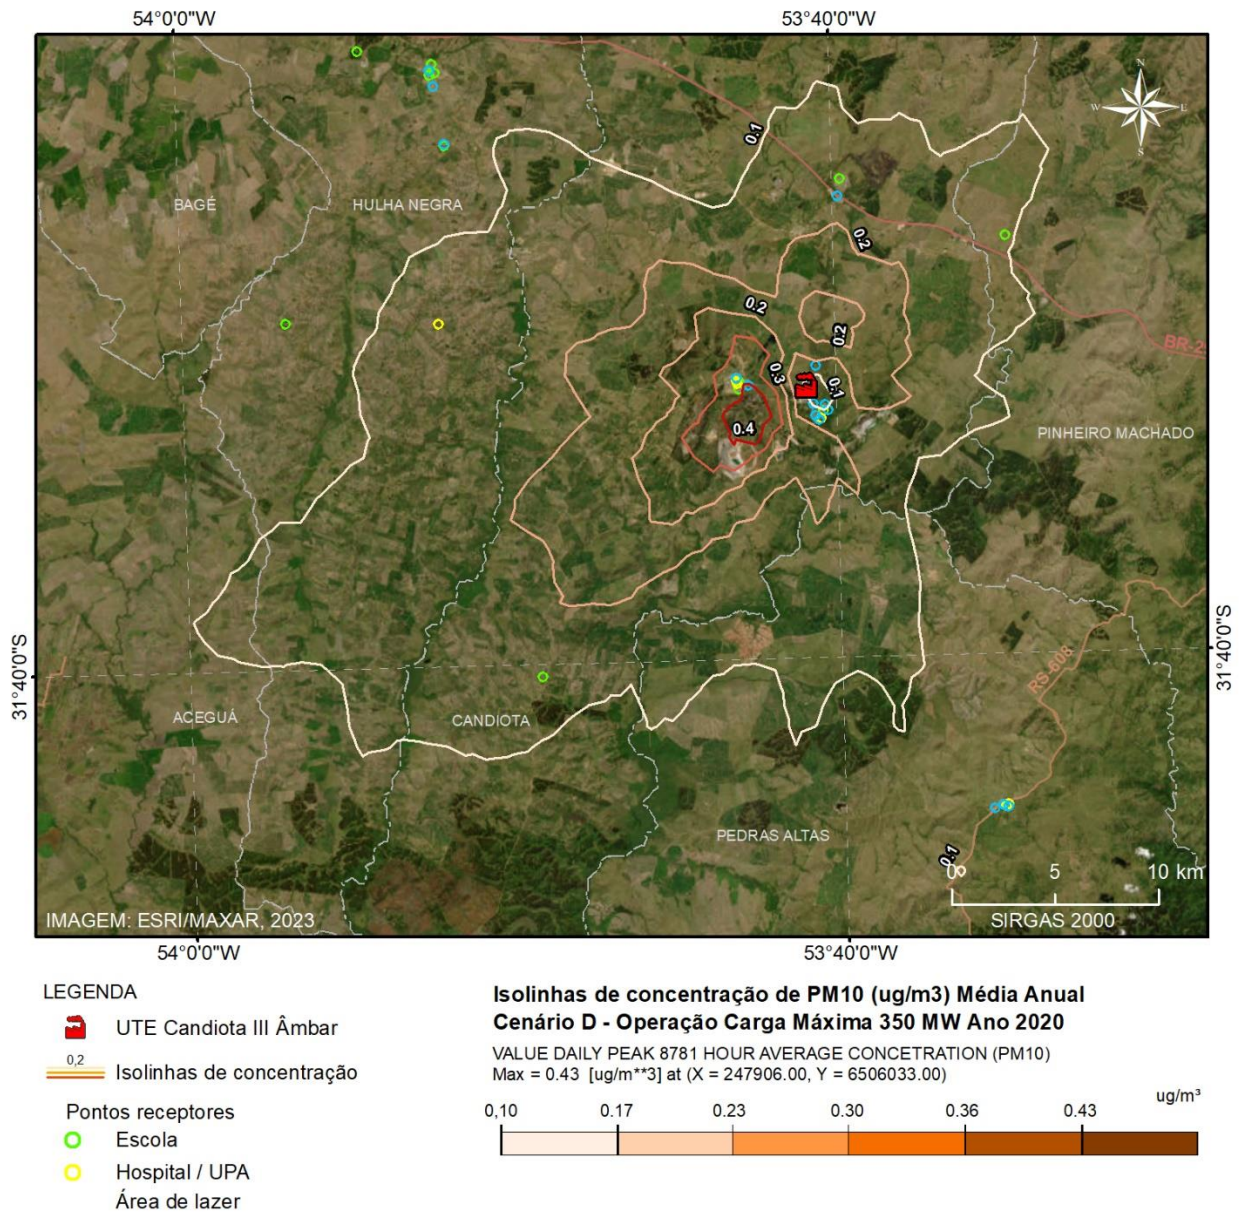 54°0'0"W
53°40'0"W
N
W
E
S
0.1
BAGÉ
HULHA NEGRA
0.2
0.2
0.2
BR-2
0.3
0.1
0.4
PINHEIRO MACHADO
31°40'0"S
31°40'0"S
RS-608
ACEGUÁ
CANDIOTA
PEDRAS ALTAS
0.1
0
5
10 km
IMAGEM: ESRI/MAXAR, 2023
SIRGAS 2000
54°0'0"W
53°40'0"W
LEGENDA
UTE Candiota III Âmbar
0,2
Isolinhas de concentração
Pontos receptores
Escola
Hospital / UPA
Área de lazer
Isolinhas de concentração de PM10 (ug/m3) Média Anual
Cenário D - Operação Carga Máxima 350 MW Ano 2020
VALUE DAILY PEAK 8781 HOUR AVERAGE CONCETRATION (PM10)
Max = 0.43 [ug/m**3] at (X = 247906.00, Y = 6506033.00)
ug/m³
0.10 0.17 0.23 0.30 0.36 0.43